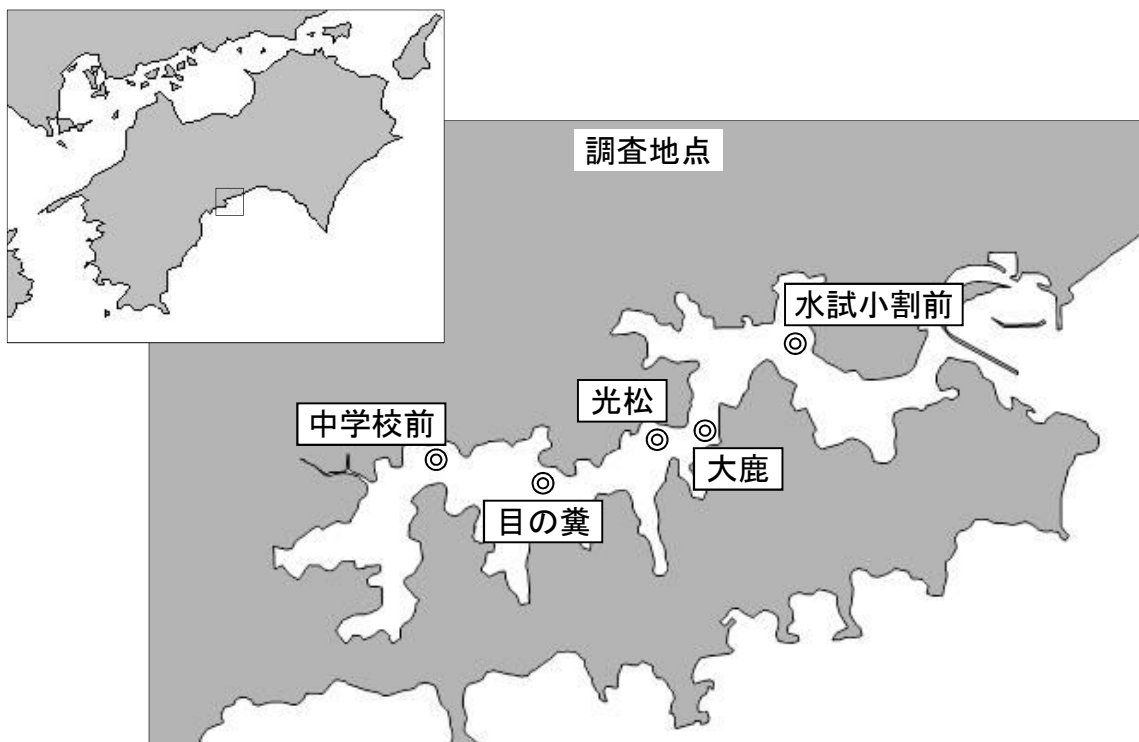 調査地点
水試小割前
光松
中学校前
大鹿
目の糞